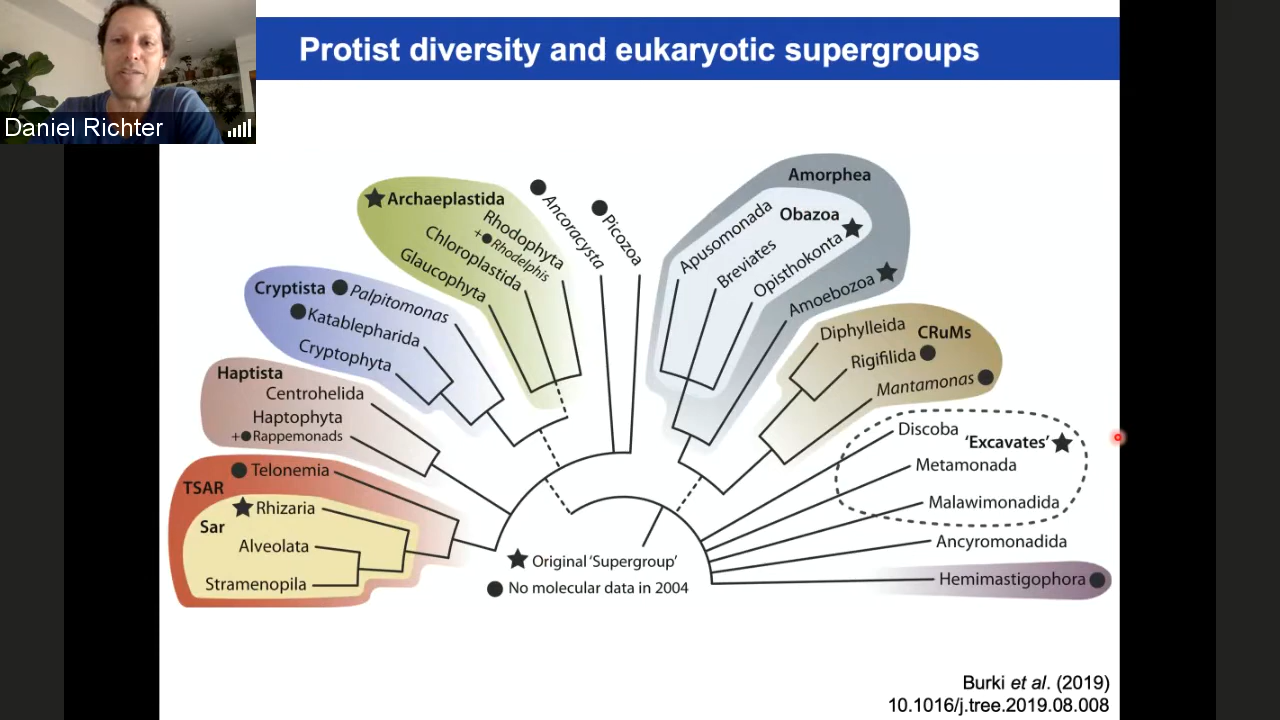 Protist diversity and eukaryotic supergroups
Daniel Richter
Archaeplastida
Rhodophyta
+ Rhodelphis
Chloroplastida
Glaucophyta
Ancoracysta
Picozoa
Amorphea
Obazoa
Apusomonada
Breviates
Opisthokonta
Amoebozoa
Cryptista
Palpitomonas
Katablepharida
Cryptophyta
Diphylleida
CRuMs
Rigifilida
Mantamonas
Haptista
Centrohelida
Haptophyta
+ Rappemonads
Discoba
'Excavates'
Metamonada
Malawimonadida
TSAR
Telonemia
Sar
Rhizaria
Alveolata
Stramenopila
Ancyromonadida
Hemimastigophora
Original 'Supergroup'
No molecular data in 2004
Burki et al. (2019)
10.1016/j.tree.2019.08.008